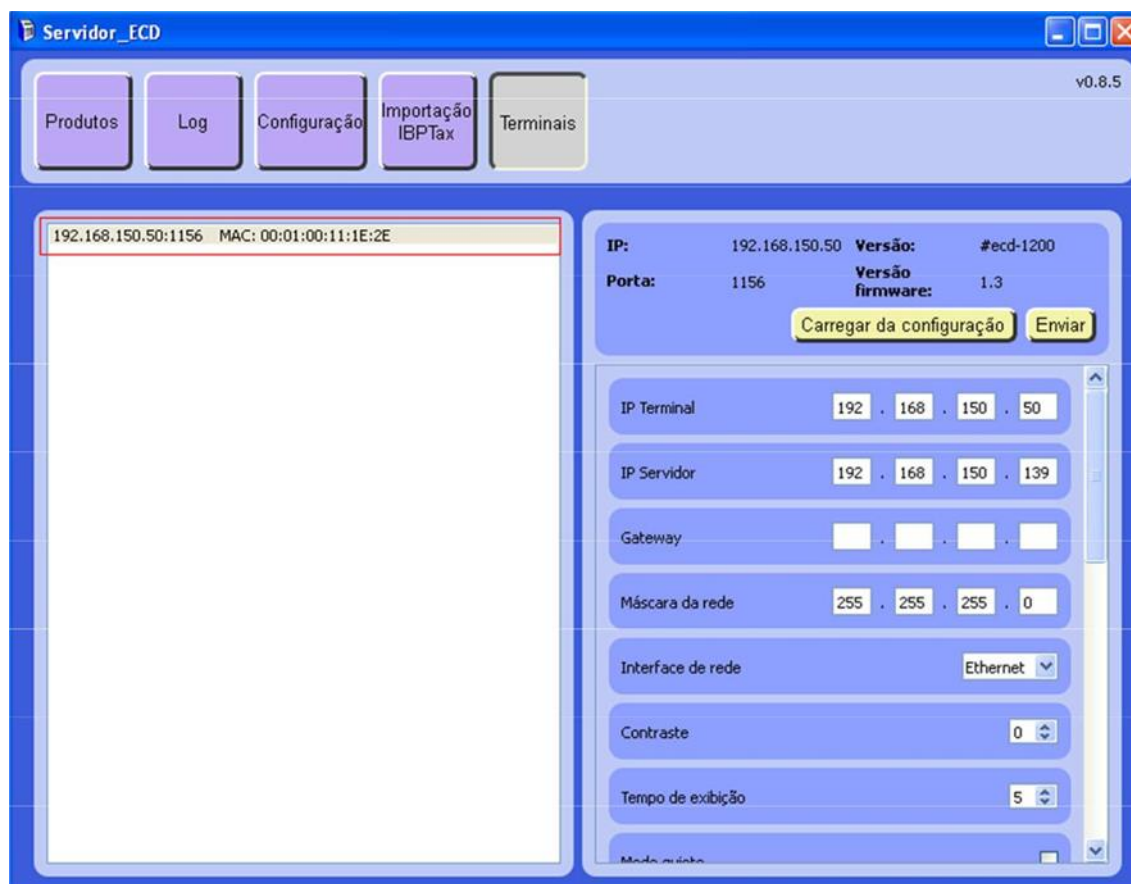 Servidor_ECD
v0.8.5
Produtos
Log
Configuração
Importação
IBPTax
Terminais
192.168.150.50:1156 MAC: 00:01:00:11:1E:2E
IP: 192.168.150.50 Versão: #ecd-1200
Porta: 1156 Versão firmware: 1.3
Carregar da configuração Enviar
IP Terminal 192 . 168 . 150 . 50
IP Servidor 192 . 168 . 150 . 139
Gateway . . .
Máscara da rede 255 . 255 . 255 . 0
Interface de rede Ethernet
Contraste 0
Tempo de exibição 5
Modo quieto